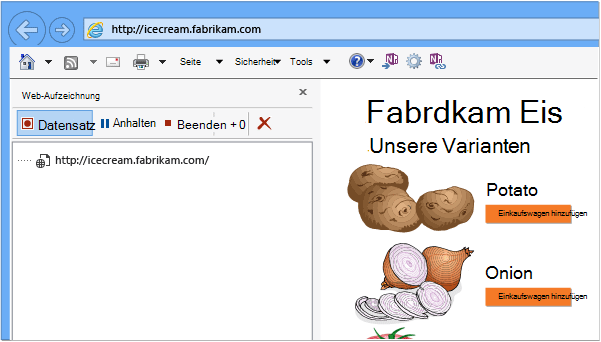 http://icecream.fabrikam.com
Seite Sicherheit Tools
Web-Aufzeichnung
Datensatz Anhalten Beenden + 0
http://icecream.fabrikam.com/
Fabrdkam Eis
Unsere Varianten
Potato
Einkaufswagen hinzufügen
Onion
Einkaufswagen hinzufügen